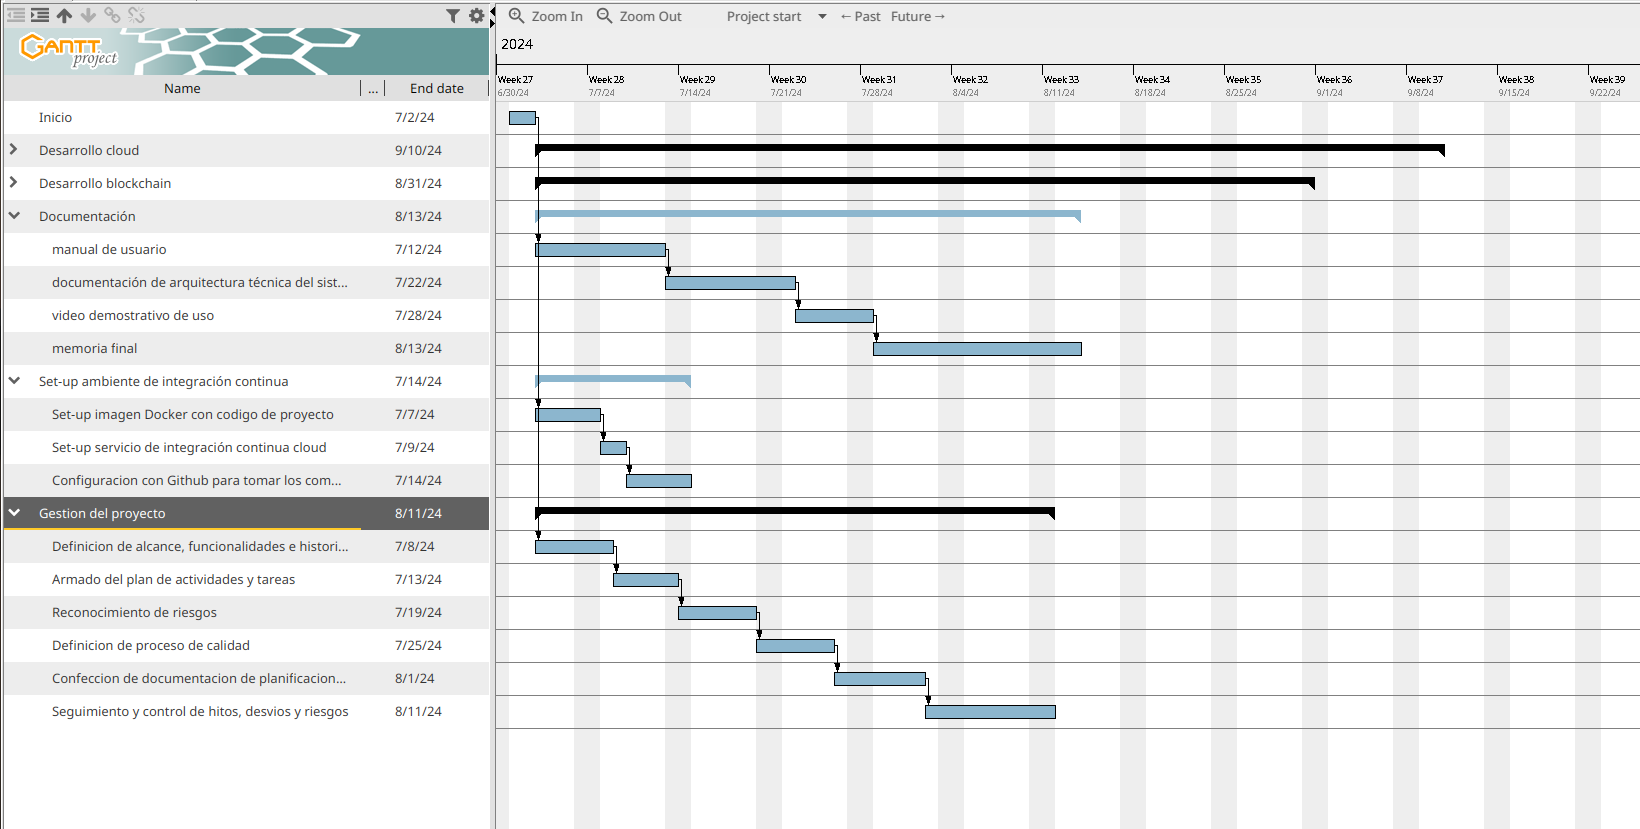 Zoom In Zoom Out Project start ← Past Future →
GANTT project
2024
Name ... End date
Week 27 Week 28 Week 29 Week 30 Week 31 Week 32 Week 33 Week 34 Week 35 Week 36 Week 37 Week 38 Week 39
6/30/24 7/7/24 7/14/24 7/21/24 7/28/24 8/4/24 8/11/24 8/18/24 8/25/24 9/1/24 9/8/24 9/15/24 9/22/24
Inicio 7/2/24
Desarrollo cloud 9/10/24
Desarrollo blockchain 8/31/24
Documentación 8/13/24
manual de usuario 7/12/24
documentación de arquitectura técnica del sist... 7/22/24
video demostrativo de uso 7/28/24
memoria final 8/13/24
Set-up ambiente de integración continua 7/14/24
Set-up imagen Docker con codigo de proyecto 7/7/24
Set-up servicio de integración continua cloud 7/9/24
Configuracion con Github para tomar los com... 7/14/24
Gestion del proyecto 8/11/24
Definicion de alcance, funcionalidades e histori... 7/8/24
Armado del plan de actividades y tareas 7/13/24
Reconocimiento de riesgos 7/19/24
Definicion de proceso de calidad 7/25/24
Confeccion de documentacion de planificacion... 8/1/24
Seguimiento y control de hitos, desvios y riesgos 8/11/24